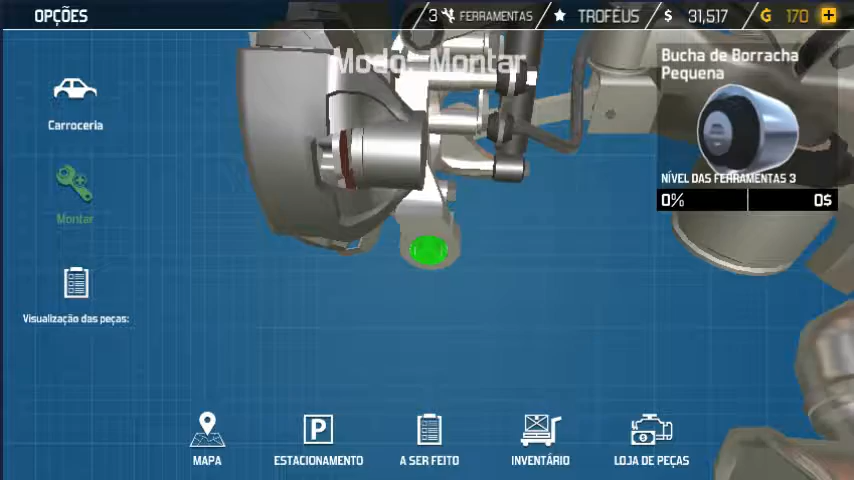 OPÇÕES
3 FERRAMENTAS
TROFÉUS
$ 31,517
G 170
Modo: Montar
Bucha de Borracha
Pequena
NÍVEL DAS FERRAMENTAS 3
0% 0$
Carroceria
Montar
Visualização das peças:
MAPA
P
ESTACIONAMENTO
A SER FEITO
INVENTÁRIO
LOJA DE PEÇAS